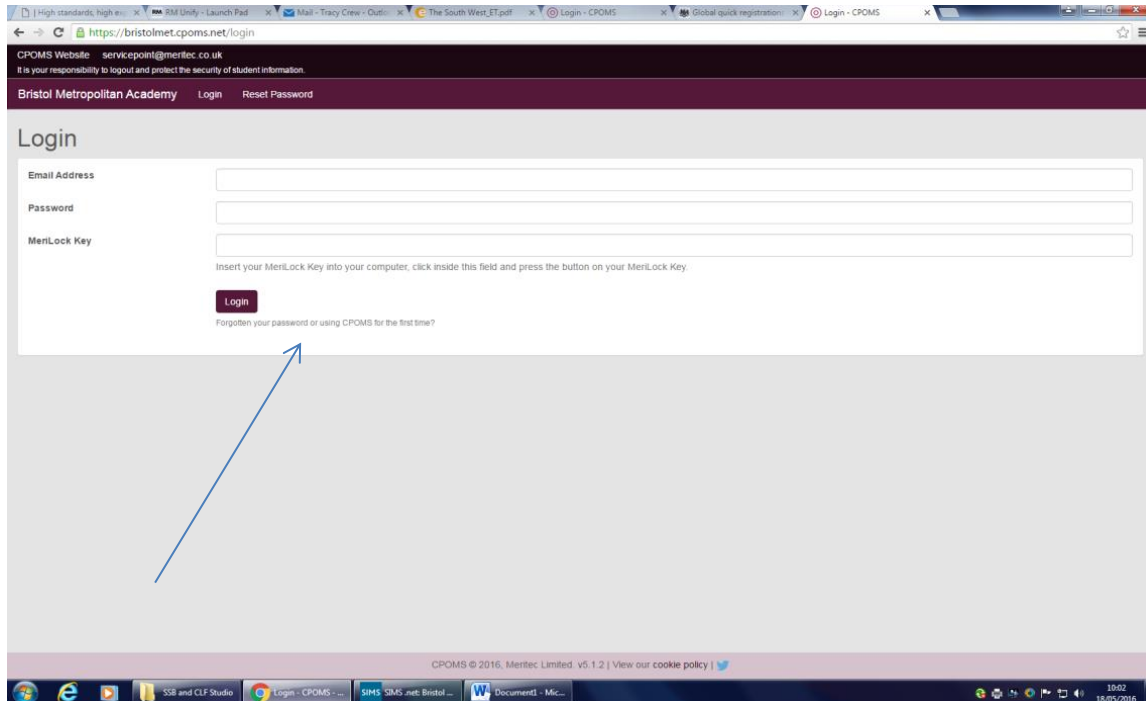 | High standards, high ex RM RM Unify - Launch Pad Mail - Tracy Crew - Outlo The South West_ET.pdf Login - CPOMS Global quick registration: Login - CPOMS
https://bristolmet.cpoms.net/login
CPOMS Website servicepoint@meritec.co.uk
It is your responsibility to logout and protect the security of student information.
Bristol Metropolitan Academy Login Reset Password
Login
Email Address
Password
MeriLock Key
Insert your MeriLock Key into your computer, click inside this field and press the button on your MeriLock Key.
Login
Forgotten your password or using CPOMS for the first time?
CPOMS © 2016, Meritec Limited. v5.1.2 | View our cookie policy |
SSB and CLF Studio Login - CPOMS - ... SIMS SIMS .net: Bristol ... W Document1 - Mic... 10:02
18/05/2016